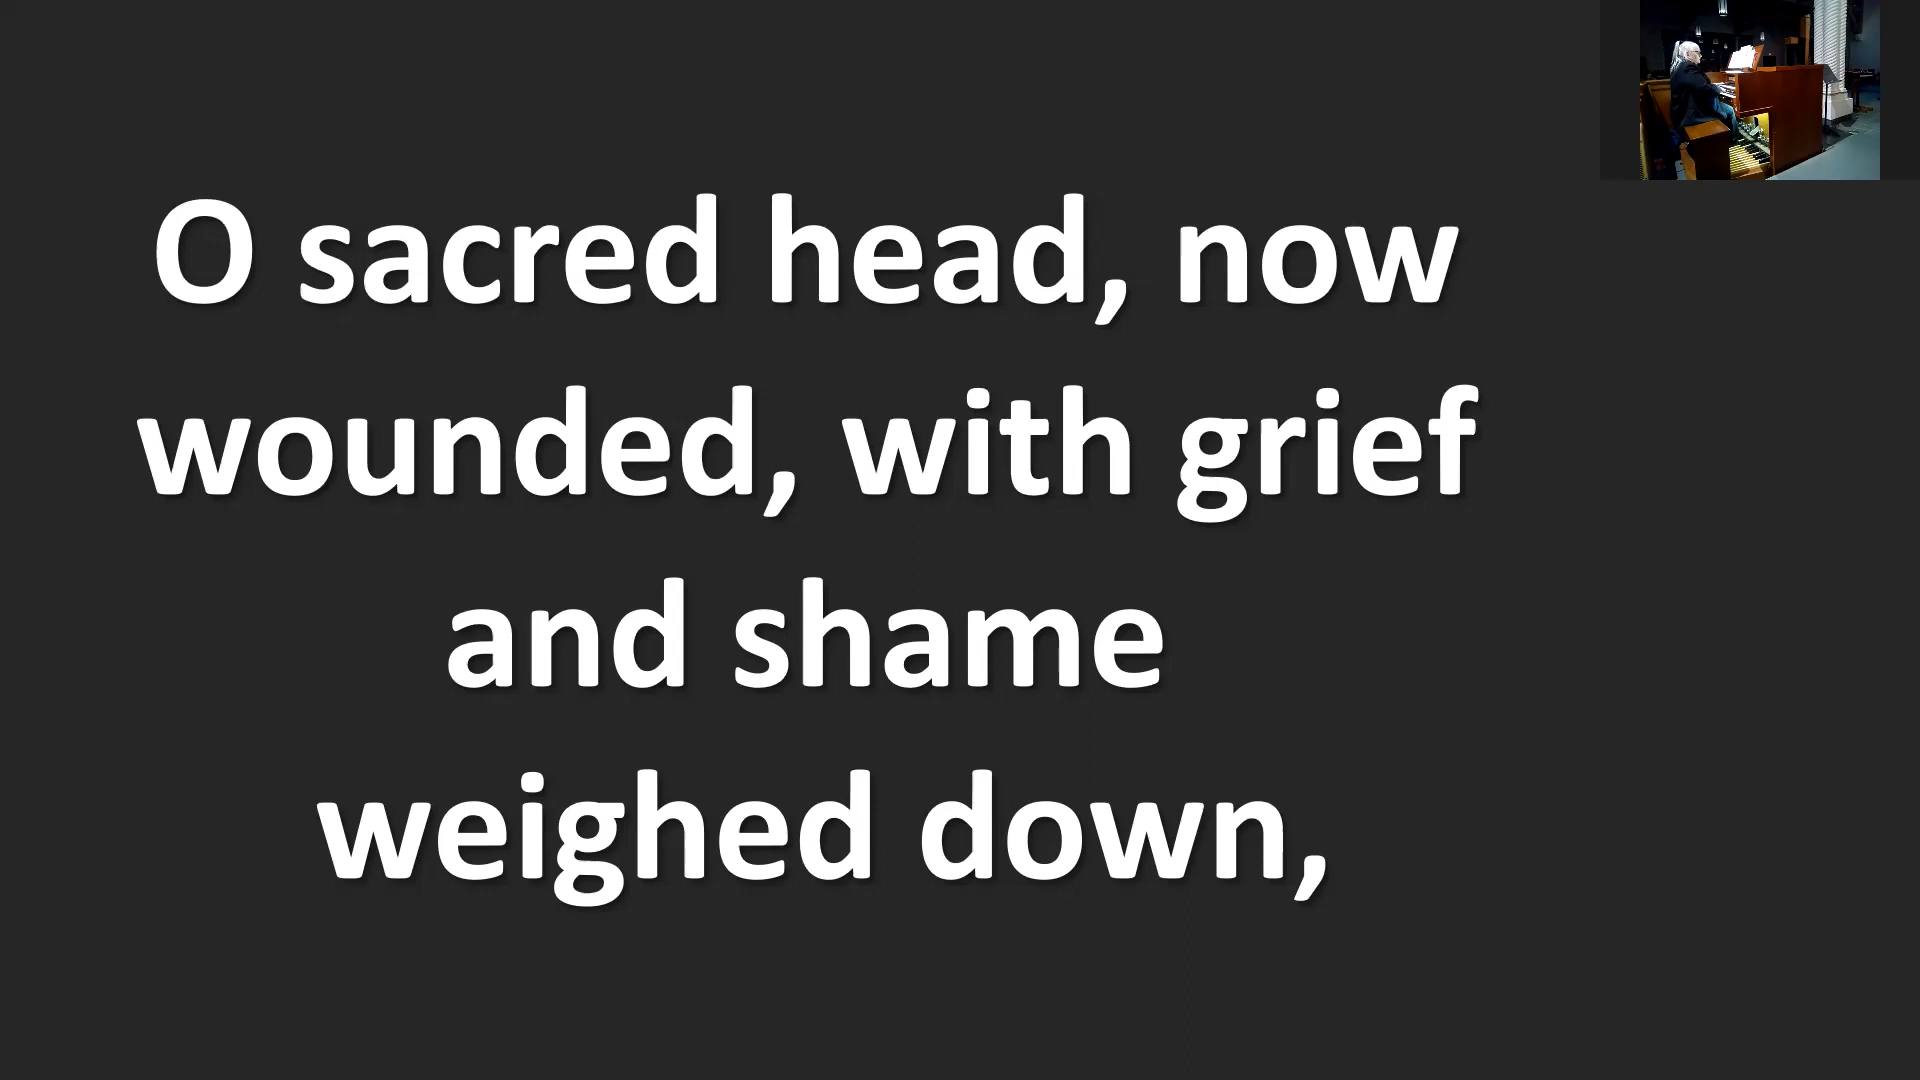 O sacred head, now
wounded, with grief
and shame
weighed down,